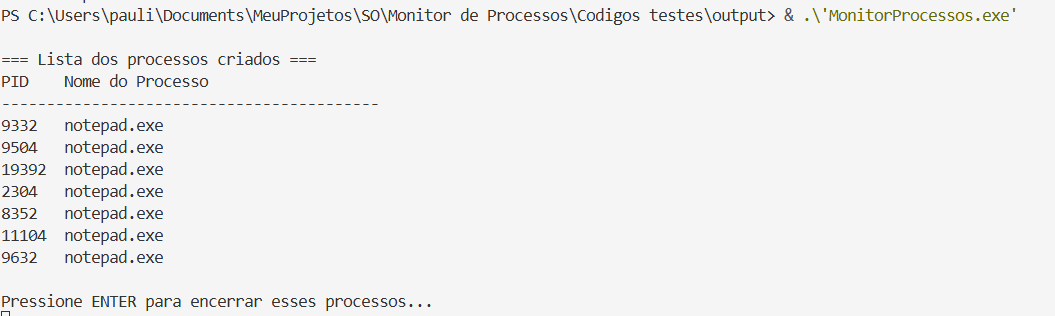 PS C:\Users\pauli\Documents\MeuProjetos\SO\Monitor de Processos\Codigos testes\output> & .\'MonitorProcessos.exe'
=== Lista dos processos criados ===
PID    Nome do Processo
------------------------------------------
9332   notepad.exe
9504   notepad.exe
19392  notepad.exe
2304   notepad.exe
8352   notepad.exe
11104  notepad.exe
9632   notepad.exe
Pressione ENTER para encerrar esses processos...